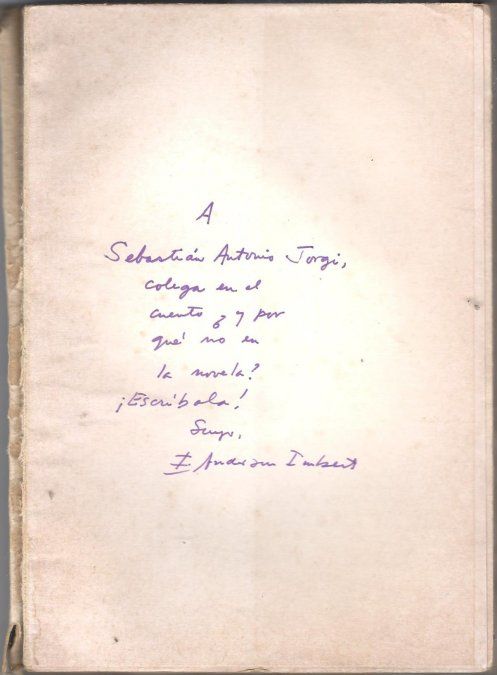 A
Sebastián Antonio Jorgi,
colega en el
cuento ¿ y por
qué no en
la novela?
¡Escríbala!
Suyo,
E. Anderson Imbert